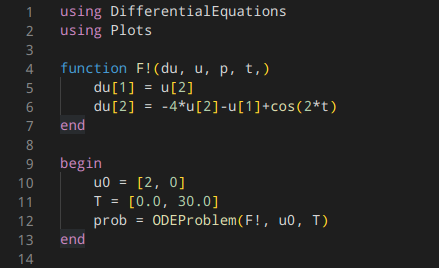 1 using DifferentialEquations
2 using Plots
3
4 function F!(du, u, p, t,)
5     du[1] = u[2]
6     du[2] = -4*u[2]-u[1]+cos(2*t)
7 end
8
9 begin
10     u0 = [2, 0]
11     T = [0.0, 30.0]
12     prob = ODEProblem(F!, u0, T)
13 end
14